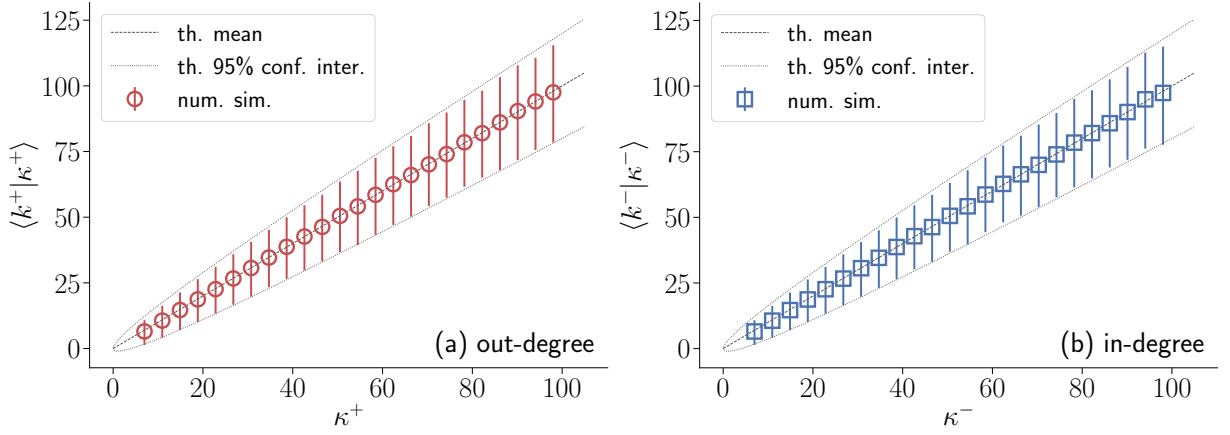 125
100
75
50
25
0
⟨k⁺|κ⁺⟩
th. mean
th. 95% conf. inter.
num. sim.
(a) out-degree
0 20 40 60 80 100
κ⁺
125
100
75
50
25
0
⟨k⁻|κ⁻⟩
th. mean
th. 95% conf. inter.
num. sim.
(b) in-degree
0 20 40 60 80 100
κ⁻